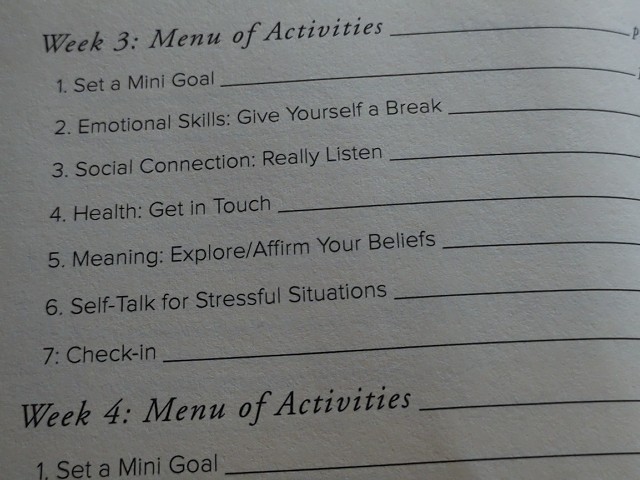 Week 3: Menu of Activities
1. Set a Mini Goal
2. Emotional Skills: Give Yourself a Break
3. Social Connection: Really Listen
4. Health: Get in Touch
5. Meaning: Explore/Affirm Your Beliefs
6. Self-Talk for Stressful Situations
7: Check-in
Week 4: Menu of Activities
1. Set a Mini Goal